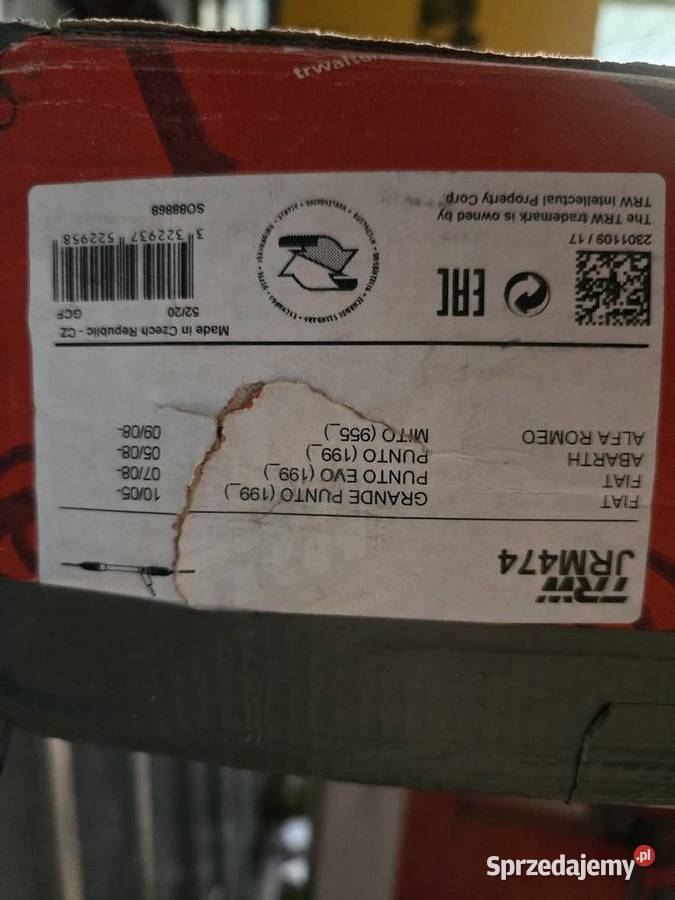 TRW
JRM474
FIAT GRANDE PUNTO (199_) 10/05-
FIAT PUNTO EVO (199_) 07/08-
ABARTH PUNTO (199_) 05/08-
ALFA ROMEO MITO (955_) 09/08-
Made in Czech Republic - CZ
52/20 GCF
3 322937 522958
SO88868
EAC
2301109 / 17
The TRW trademark is owned by
TRW Intellectual Property Corp.
Sprzedajemy.pl